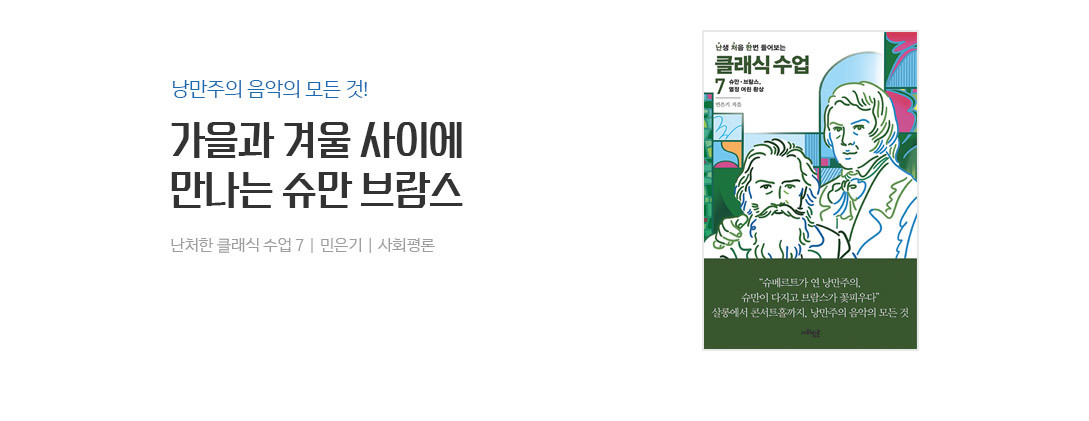 낭만주의 음악의 모든 것!
가을과 겨울 사이에
만나는 슈만 브람스
난처한 클래식 수업 7 | 민은기 | 사회평론
난생 처음 한번 들어보는
클래식 수업
7 슈만·브람스,
열정 어린 환상
민은기 지음
“슈베르트가 연 낭만주의,
슈만이 다지고 브람스가 꽃피우다”
살롱에서 콘서트홀까지, 낭만주의 음악의 모든 것